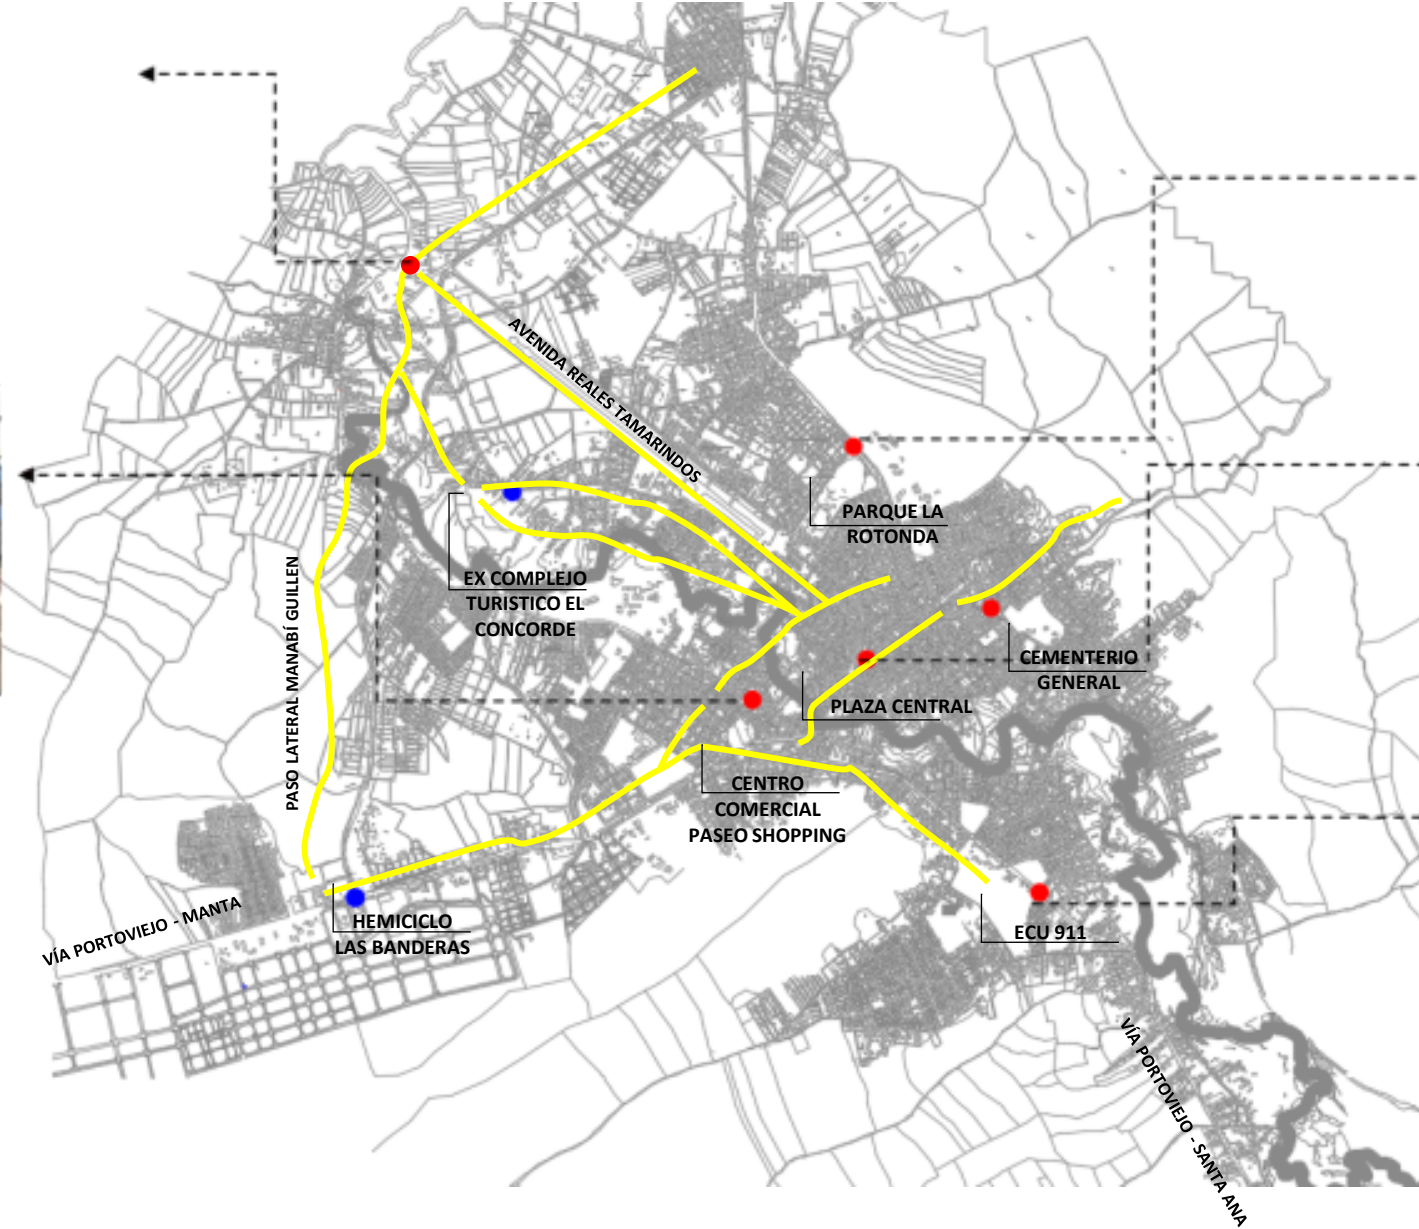 AVENIDA REALES TAMARINDOS
PARQUE LA
ROTONDA
EX COMPLEJO
TURISTICO EL
CONCORDE
PASO LATERAL MANABÍ GUILLEN
CEMENTERIO
GENERAL
PLAZA CENTRAL
CENTRO
COMERCIAL
PASEO SHOPPING
VÍA PORTOVIEJO - MANTA
HEMICICLO
LAS BANDERAS
ECU 911
VÍA PORTOVIEJO - SANTA ANA